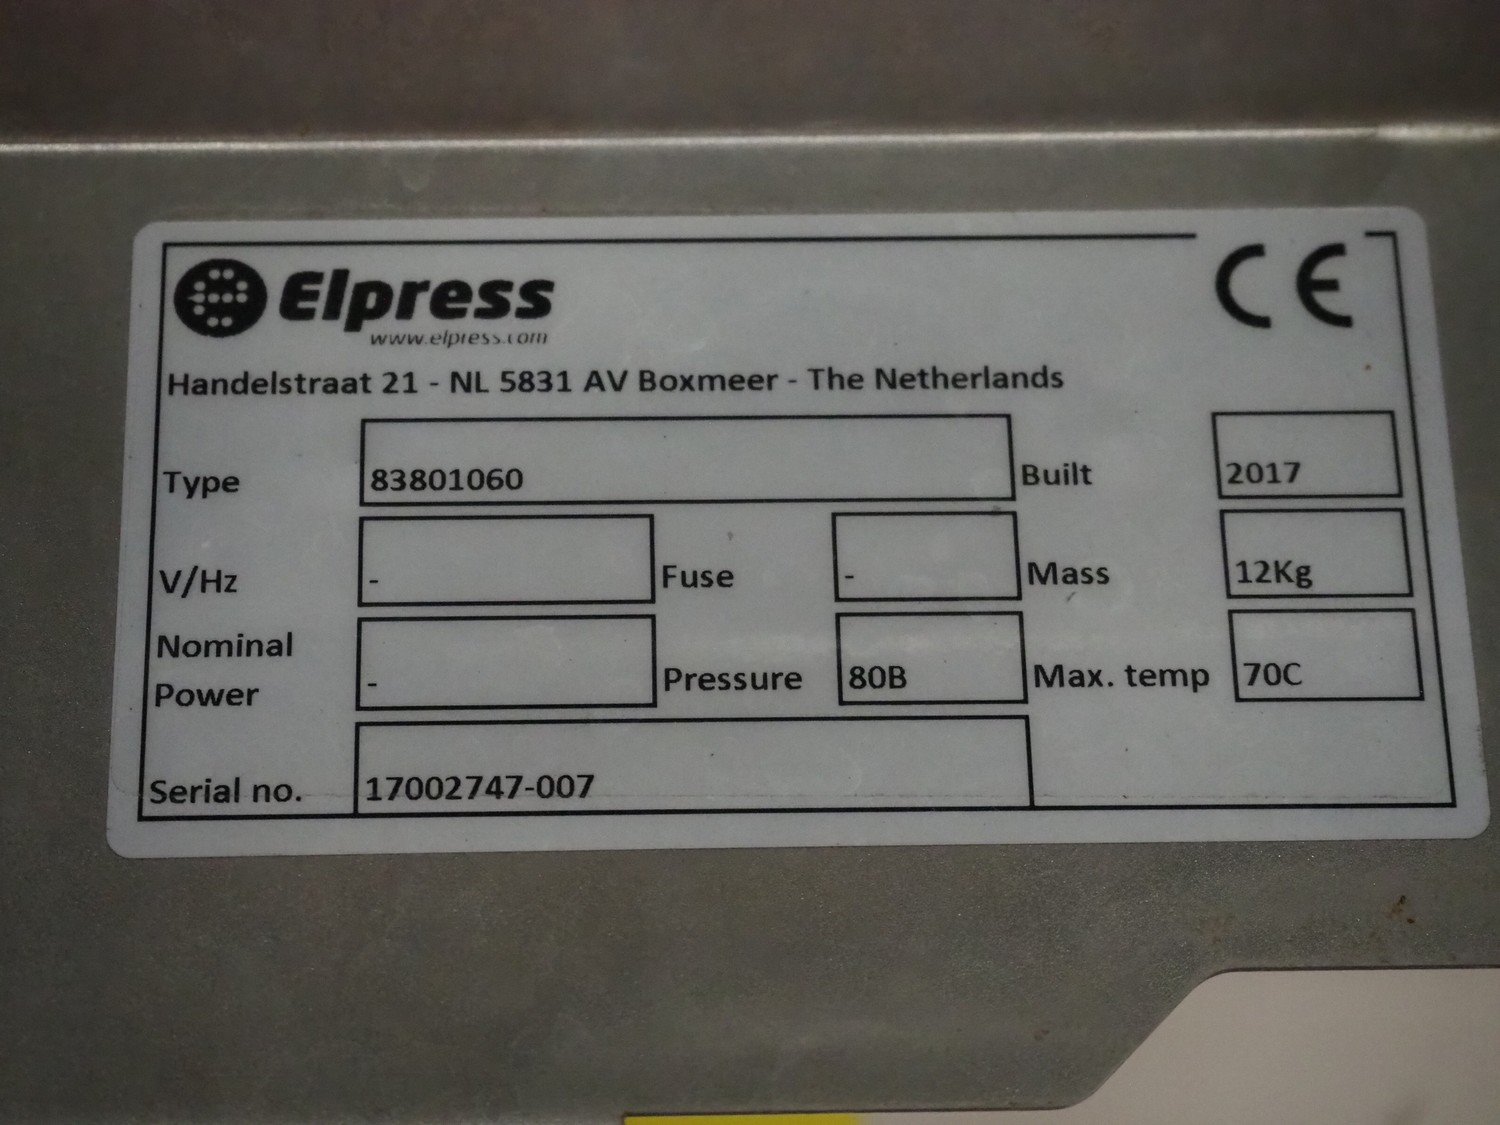 Elpress
CE
www.elpress.com
Handelstraat 21 - NL 5831 AV Boxmeer - The Netherlands
Type 83801060 Built 2017
V/Hz - Fuse - Mass 12Kg
Nominal
Power - Pressure 80B Max. temp 70C
Serial no. 17002747-007